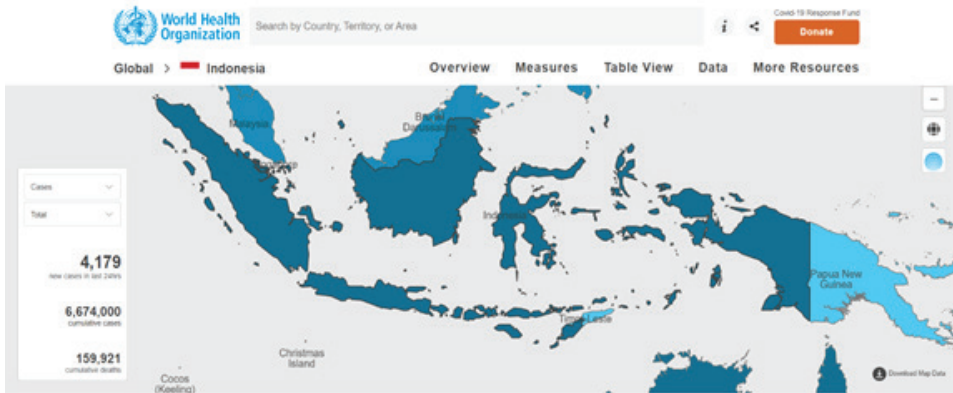 World Health
Organization
Search by Country, Territory, or Area
i
Covid-19 Response Fund
Donate
Global > Indonesia
Overview Measures Table View Data More Resources
Malaysia
Darussalam
Indonesia
Papua New
Guinea
Timor-Leste
Christmas
Island
Cocos
(Keeling)
Cases
Total
4,179
new cases in last 24hrs
6,674,000
cumulative cases
159,921
cumulative deaths
Download Map Data